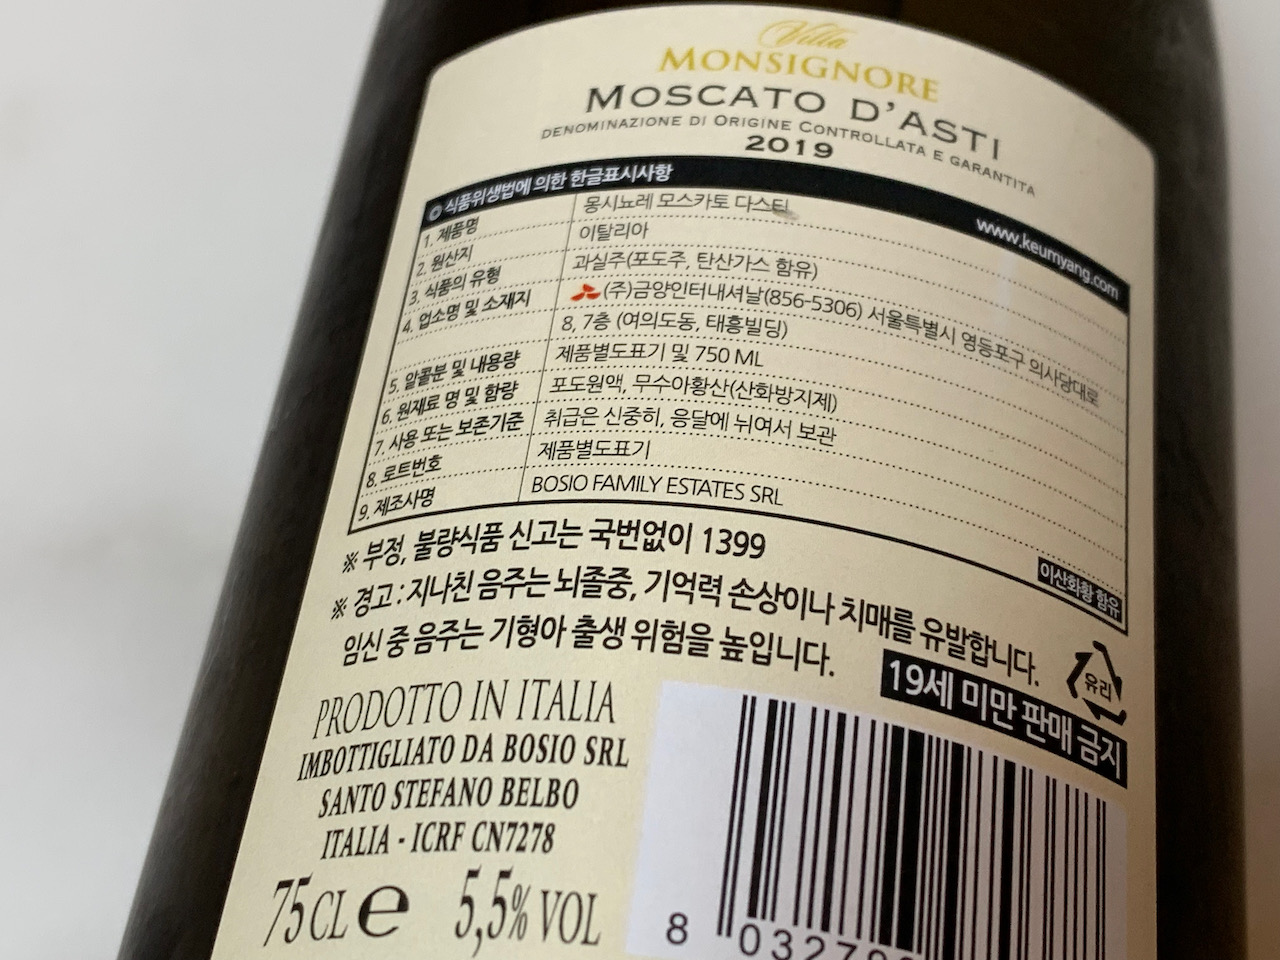 Villa
MONSIGNORE
MOSCATO D'ASTI
DENOMINAZIONE DI ORIGINE CONTROLLATA E GARANTITA
2019
◎ 식품위생법에 의한 한글표시사항 www.keumyang.com
1. 제품명 몽시뇨레 모스카토 다스티
2. 원산지 이탈리아
3. 식품의 유형 과실주(포도주, 탄산가스 함유)
4. 업소명 및 소재지 (주)금양인터내셔날(856-5306) 서울특별시 영등포구 의사당대로
8, 7층 (여의도동, 태흥빌딩)
5. 알콜분 및 내용량 제품별도표기 및 750 ML
6. 원재료 명 및 함량 포도원액, 무수아황산(산화방지제)
7. 사용 또는 보존기준 취급은 신중히, 응달에 뉘여서 보관
8. 로트번호 제품별도표기
9. 제조사명 BOSIO FAMILY ESTATES SRL
이산화황 함유
※ 부정, 불량식품 신고는 국번없이 1399
※ 경고 : 지나친 음주는 뇌졸중, 기억력 손상이나 치매를 유발합니다.
임신 중 음주는 기형아 출생 위험을 높입니다.
유리
19세 미만 판매 금지
PRODOTTO IN ITALIA
IMBOTTIGLIATO DA BOSIO SRL
SANTO STEFANO BELBO
ITALIA - ICRF CN7278
75 CL e 5,5% VOL
8 03279